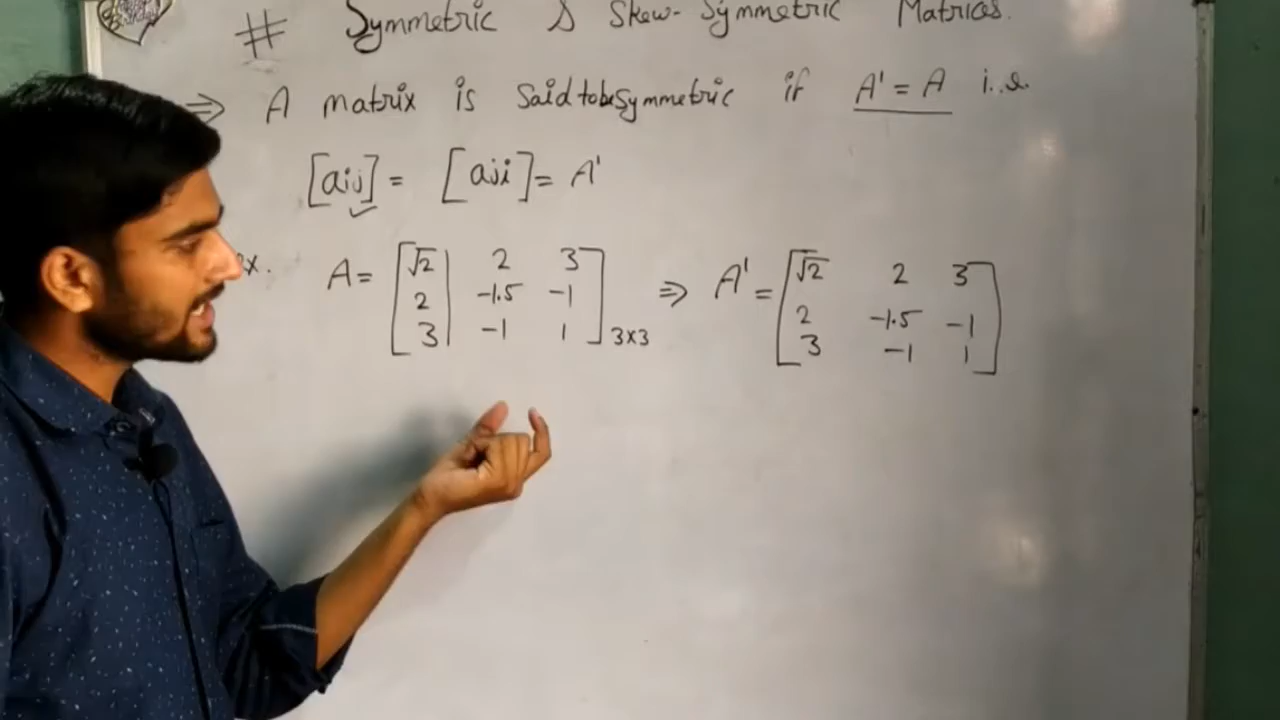 # Symmetric & Skew-Symmetric Matrices.
⇒ A matrix is said to be symmetric if A' = A i.e.
[aij] = [aji] = A'
Ex. A = [√2 2 3 ⇒ A' = [√2 2 3
2 -1.5 -1 2 -1.5 -1
3 -1 1]3x3 3 -1 1]